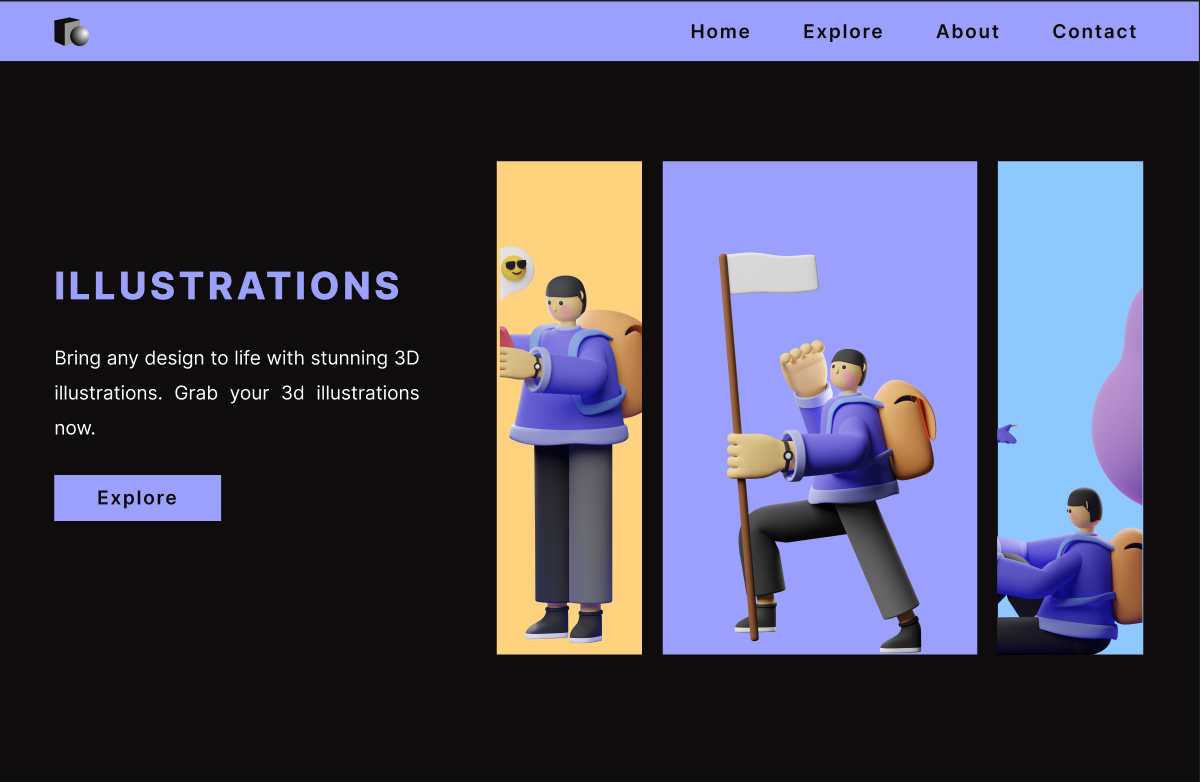 Home Explore About Contact
ILLUSTRATIONS
Bring any design to life with stunning 3D
illustrations. Grab your 3d illustrations
now.
Explore